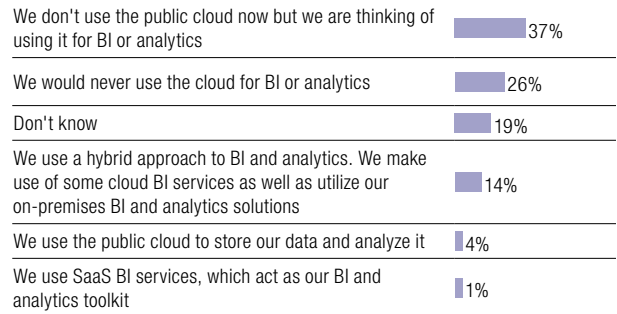 We don't use the public cloud now but we are thinking of
using it for BI or analytics
37%
We would never use the cloud for BI or analytics
26%
Don't know
19%
We use a hybrid approach to BI and analytics. We make
use of some cloud BI services as well as utilize our
on-premises BI and analytics solutions
14%
We use the public cloud to store our data and analyze it
4%
We use SaaS BI services, which act as our BI and
analytics toolkit
1%